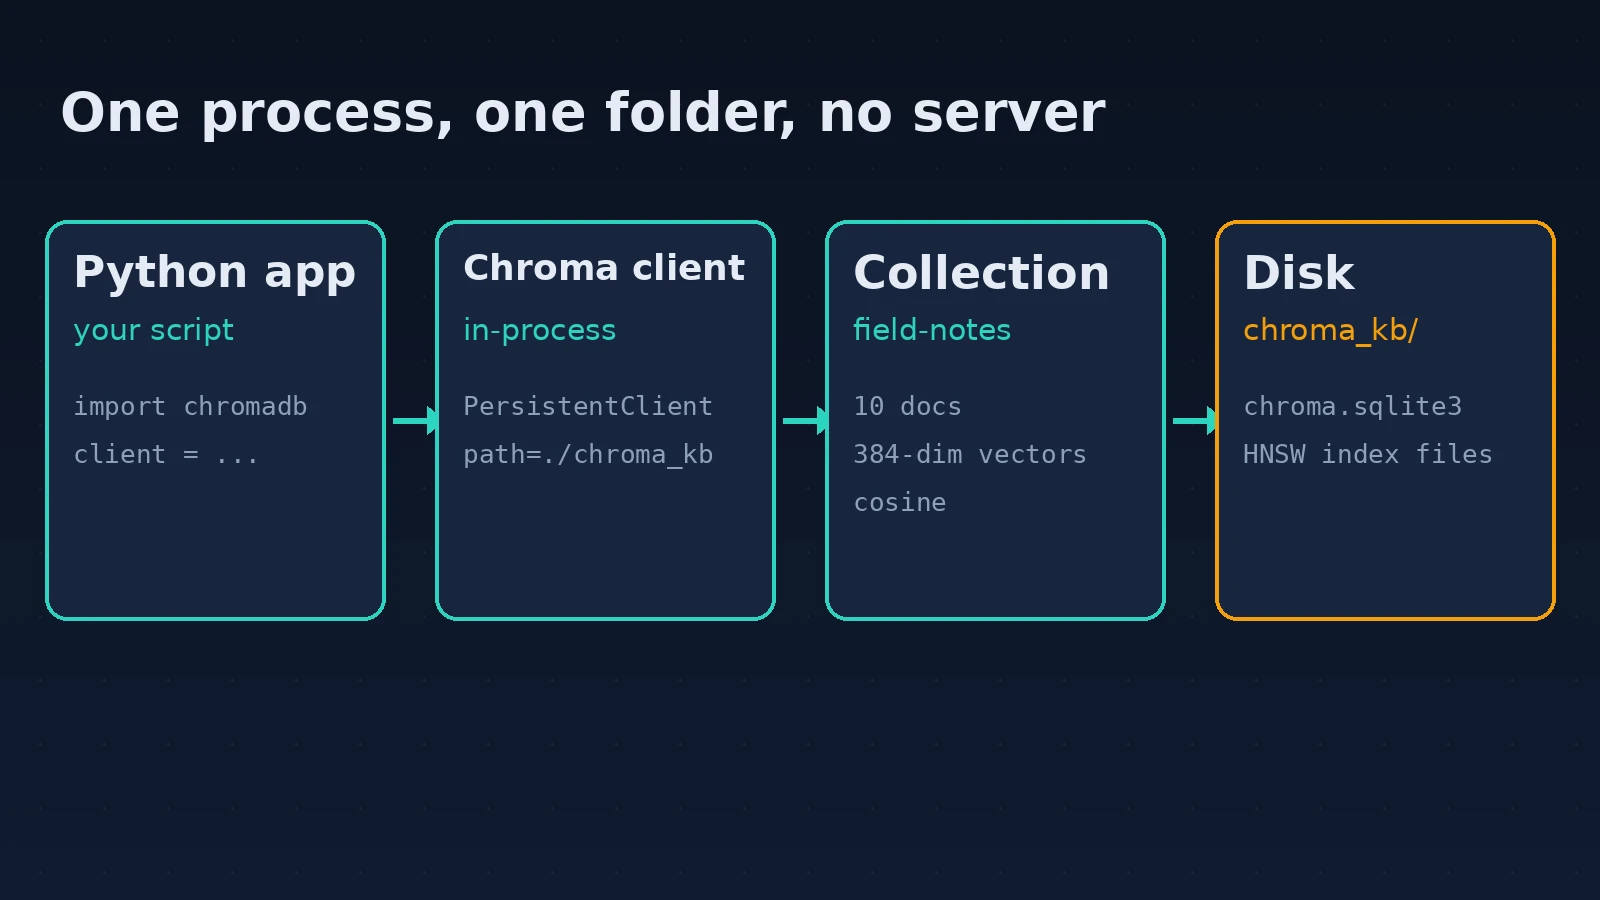 One process, one folder, no server
Python app
your script
import chromadb
client = ...
Chroma client
in-process
PersistentClient
path=./chroma_kb
Collection
field-notes
10 docs
384-dim vectors
cosine
Disk
chroma_kb/
chroma.sqlite3
HNSW index files